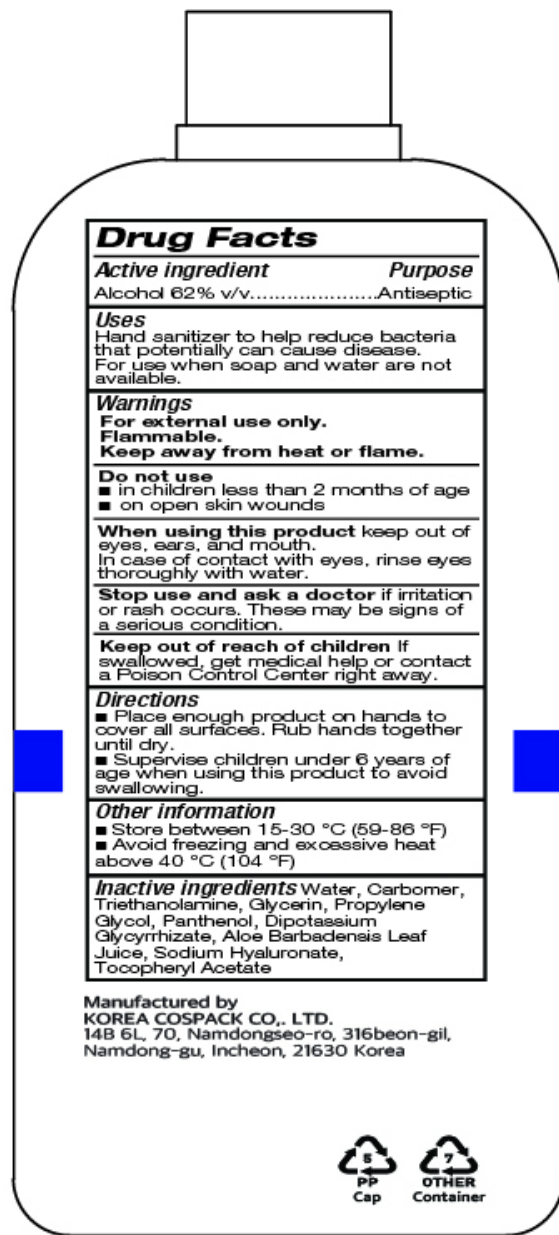 Drug Facts
Active ingredient Purpose
Alcohol 62% v/v.....................Antiseptic
Uses
Hand sanitizer to help reduce bacteria
that potentially can cause disease.
For use when soap and water are not
available.
Warnings
For external use only.
Flammable.
Keep away from heat or flame.
Do not use
■ in children less than 2 months of age
■ on open skin wounds
When using this product keep out of
eyes, ears, and mouth.
In case of contact with eyes, rinse eyes
thoroughly with water.
Stop use and ask a doctor if irritation
or rash occurs. These may be signs of
a serious condition.
Keep out of reach of children If
swallowed, get medical help or contact
a Poison Control Center right away.
Directions
■ Place enough product on hands to
cover all surfaces. Rub hands together
until dry.
■ Supervise children under 6 years of
age when using this product to avoid
swallowing.
Other information
■ Store between 15-30 °C (59-86 °F)
■ Avoid freezing and excessive heat
above 40 °C (104 °F)
Inactive ingredients Water, Carbomer,
Triethanolamine, Glycerin, Propylene
Glycol, Panthenol, Dipotassium
Glycyrrhizate, Aloe Barbadensis Leaf
Juice, Sodium Hyaluronate,
Tocopheryl Acetate
Manufactured by
KOREA COSPACK CO,. LTD.
14B 6L, 70, Namdongseo-ro, 316beon-gil,
Namdong-gu, Incheon, 21630 Korea
5 7
PP OTHER
Cap Container